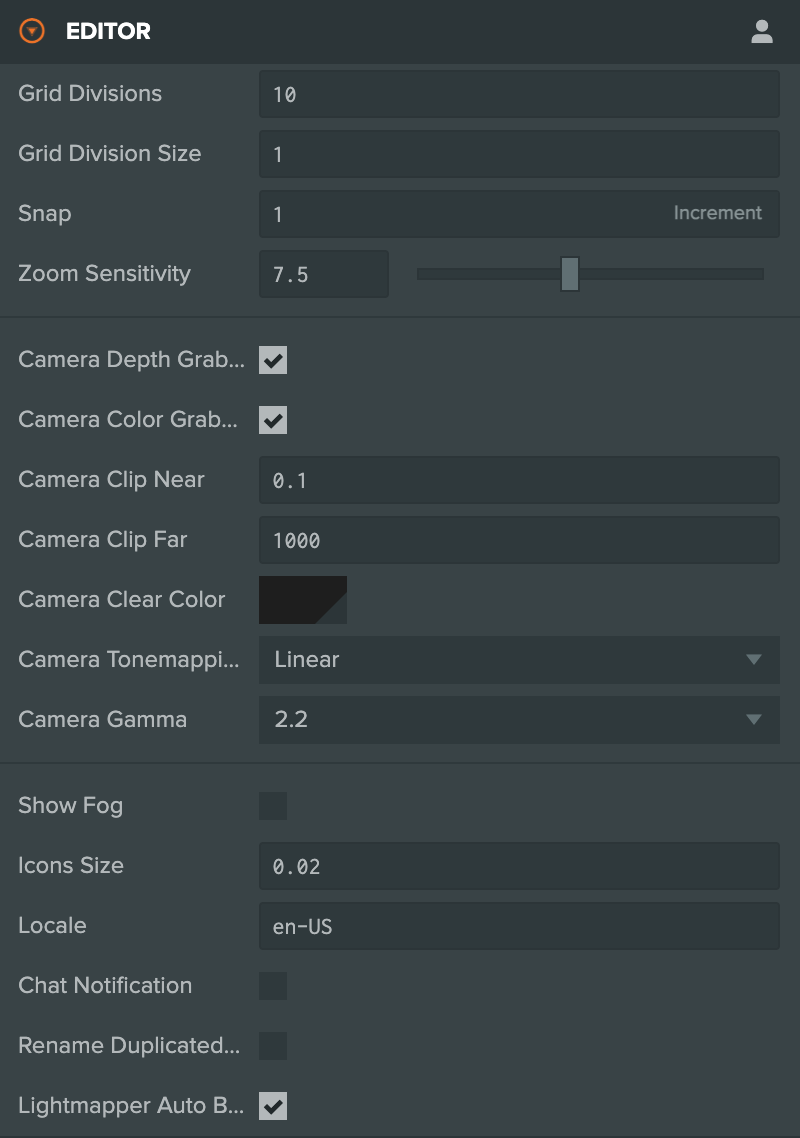 EDITOR
Grid Divisions 10
Grid Division Size 1
Snap 1 Increment
Zoom Sensitivity 7.5
Camera Depth Grab...
Camera Color Grab...
Camera Clip Near 0.1
Camera Clip Far 1000
Camera Clear Color
Camera Tonemappi... Linear
Camera Gamma 2.2
Show Fog
Icons Size 0.02
Locale en-US
Chat Notification
Rename Duplicated...
Lightmapper Auto B...